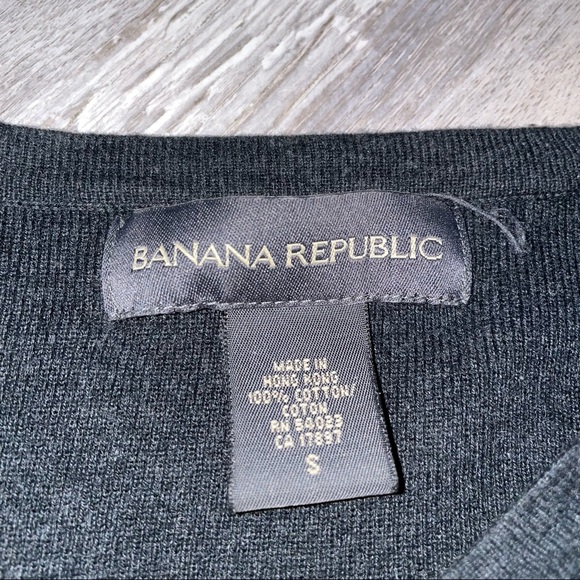 BANANA REPUBLIC
MADE IN
HONG KONG
100% COTTON/
COTON
RN 54023
CA 17897
S